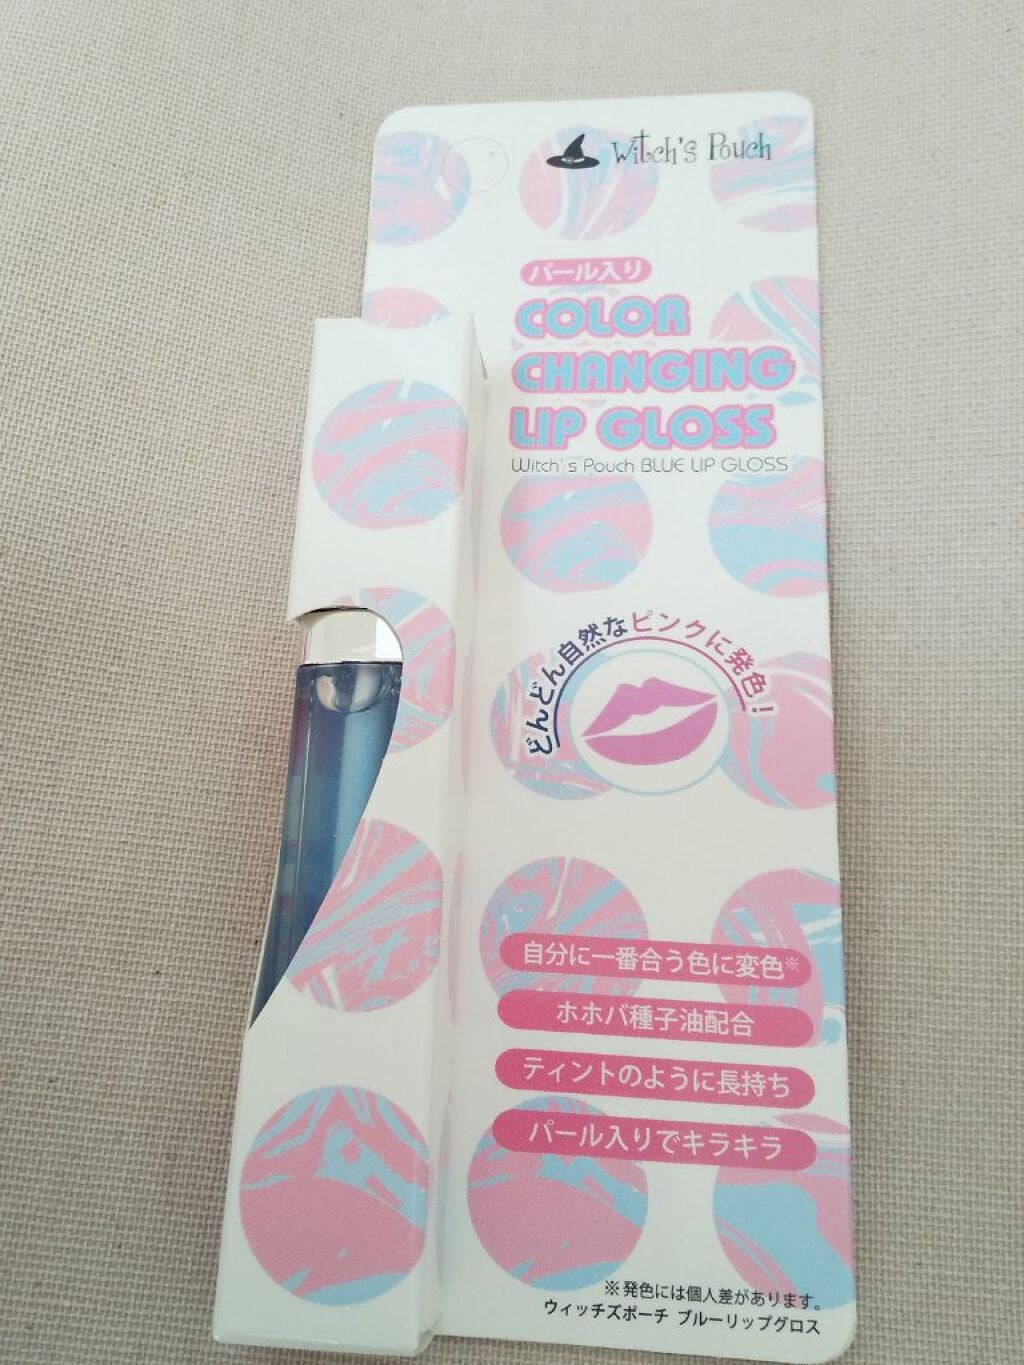 Witch's Pouch
パール入り
COLOR
CHANGING
LIP GLOSS
Witch's Pouch BLUE LIP GLOSS
どんどん自然なピンクに発色!
自分に一番合う色に変色※
ホホバ種子油配合
ティントのように長持ち
パール入りでキラキラ
※発色には個人差があります。
ウィッチズポーチ ブルーリップグロス